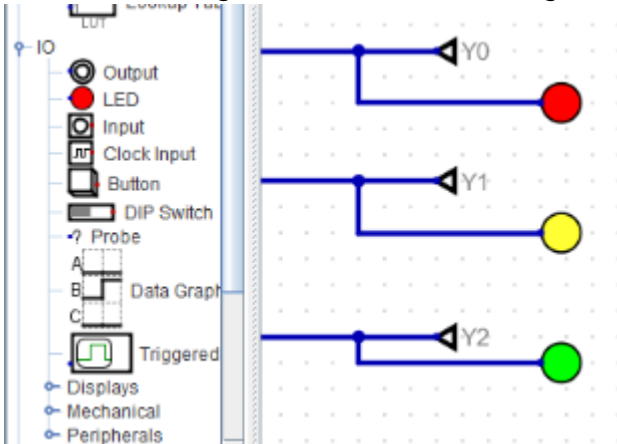 LUT
IO
Output
LED
Input
Clock Input
Button
DIP Switch
? Probe
A
B
C
Data Graph
Triggered
Displays
Mechanical
Peripherals
Y0
Y1
Y2